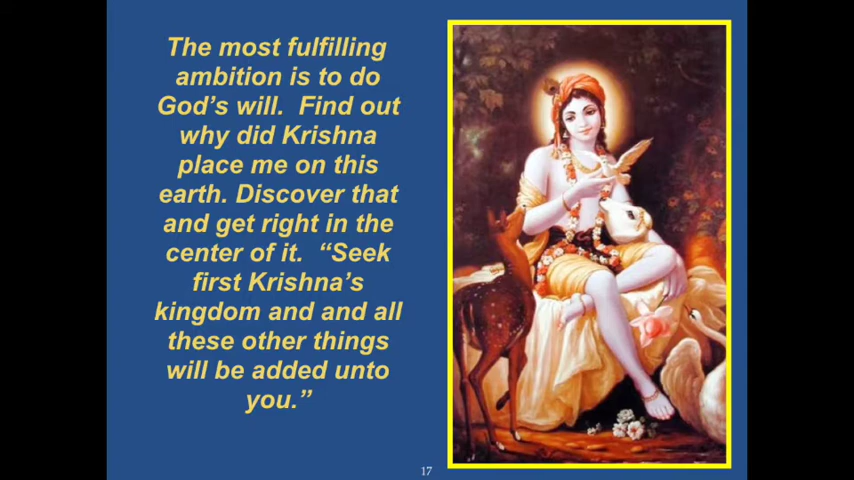 The most fulfilling
ambition is to do
God's will.  Find out
why did Krishna
place me on this
earth. Discover that
and get right in the
center of it.  “Seek
first Krishna's
kingdom and and all
these other things
will be added unto
you.”
17